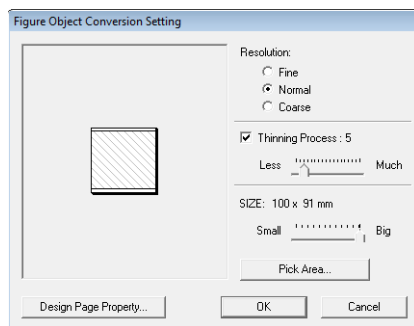 Figure Object Conversion Setting
Resolution:
Fine
Normal
Coarse
Thinning Process : 5
Less
Much
SIZE: 100 x 91 mm
Small
Big
Pick Area...
Design Page Property...
OK
Cancel